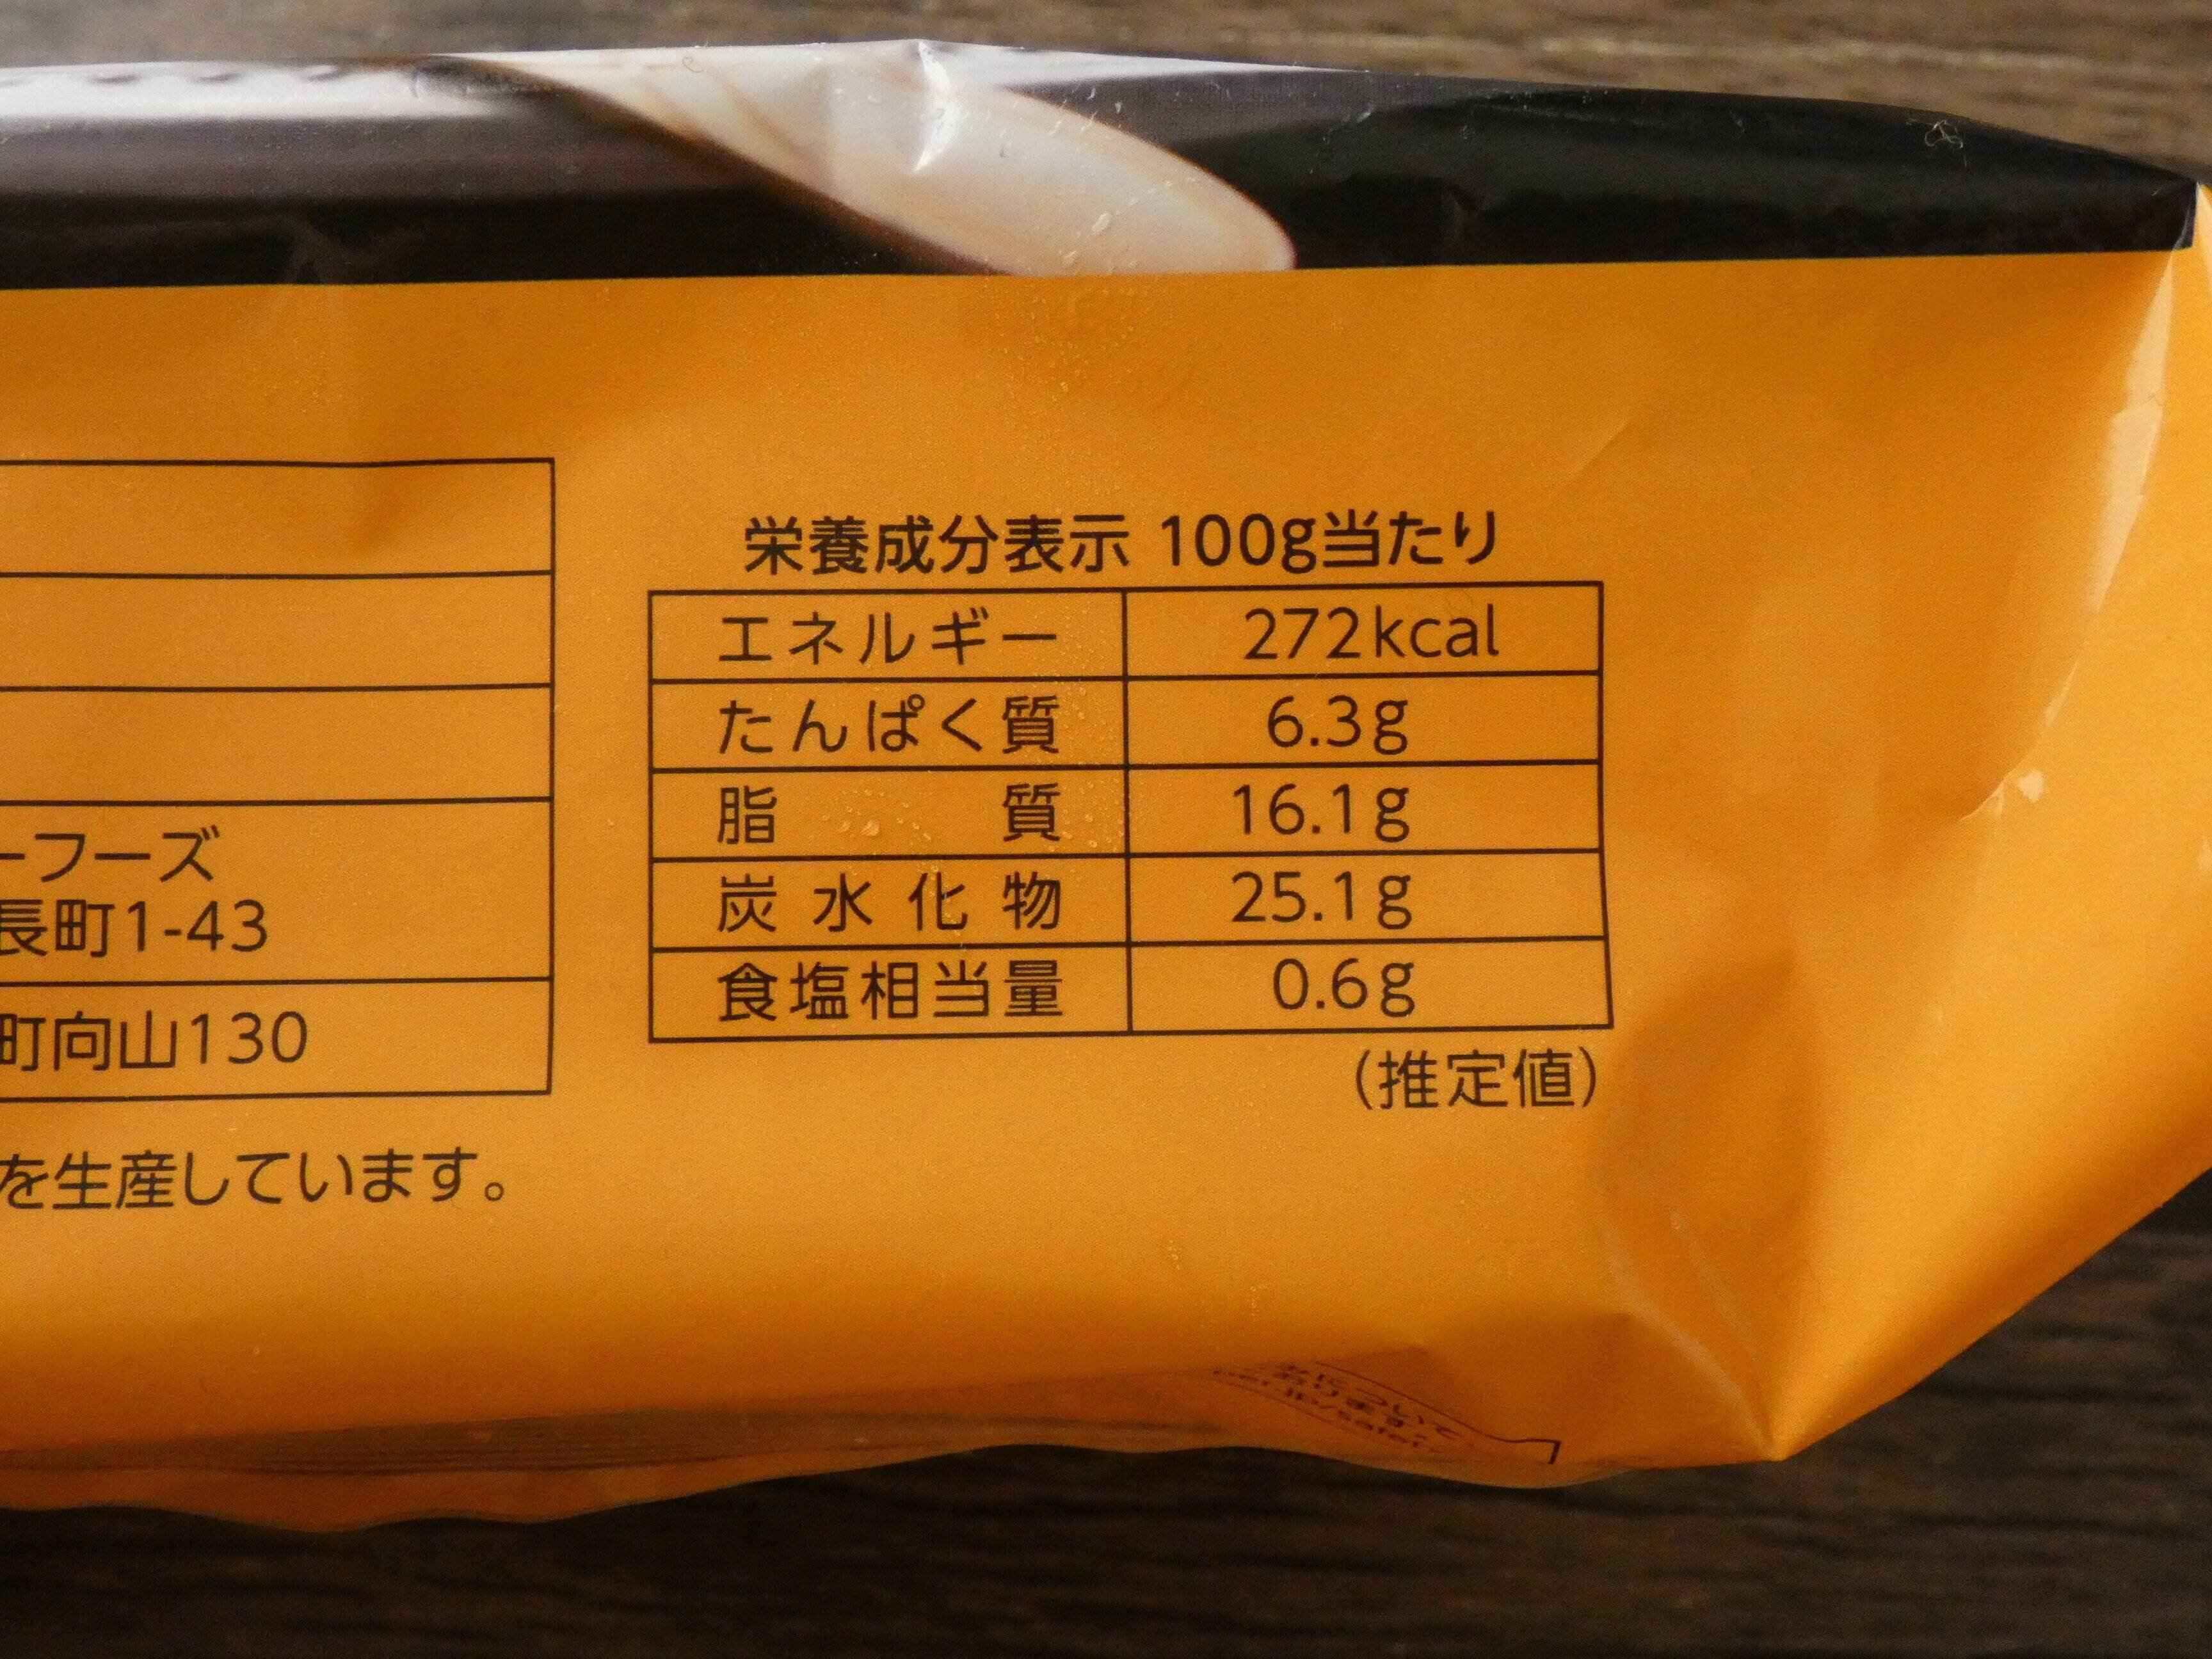 ーフーズ
長町1-43
町向山130
を生産しています。
栄養成分表示 100g当たり
エネルギー 272kcal
たんぱく質 6.3g
脂質 16.1g
炭水化物 25.1g
食塩相当量 0.6g
(推定値)